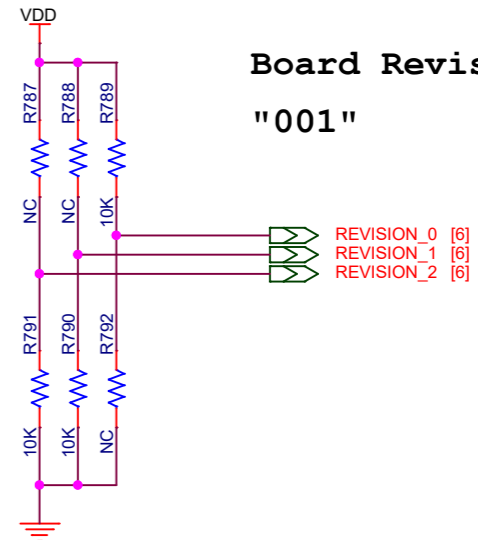 VDD
Board Revis
"001"
R787
R788
R789
NC
NC
10K
REVISION_0 [6]
REVISION_1 [6]
REVISION_2 [6]
R791
R790
R792
10K
10K
NC